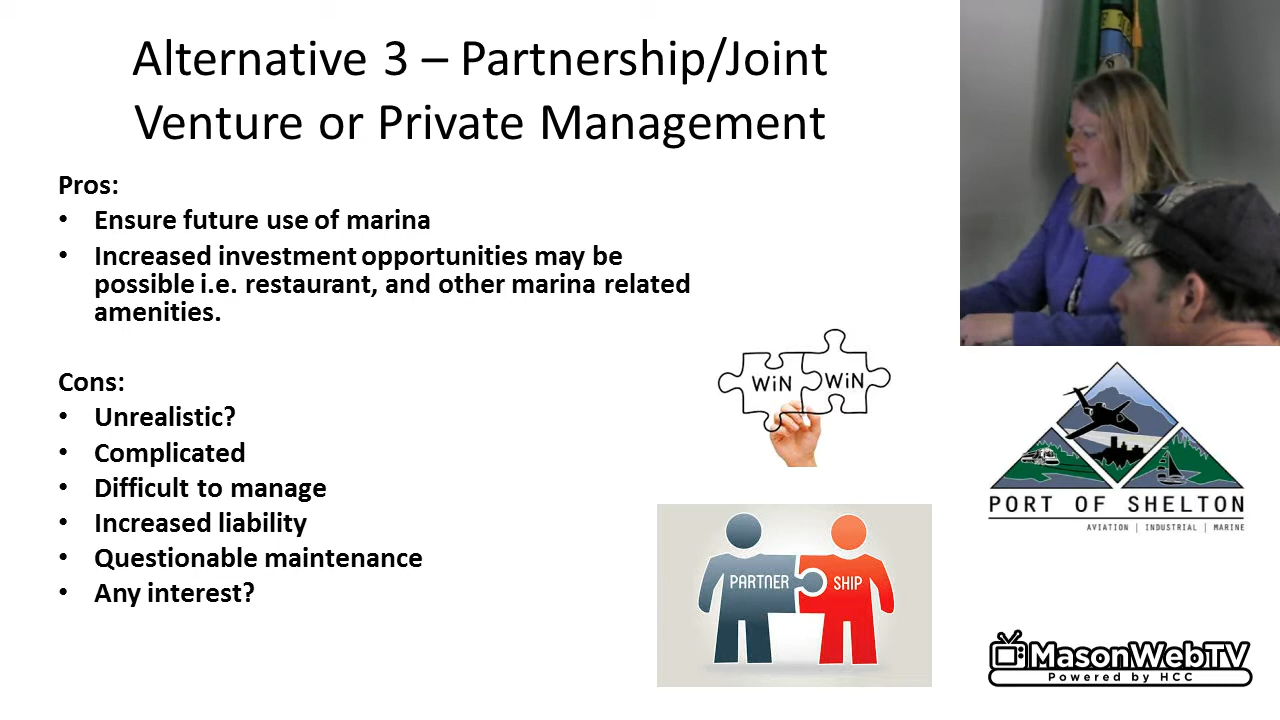 Alternative 3 – Partnership/Joint
Venture or Private Management
Pros:
• Ensure future use of marina
• Increased investment opportunities may be
possible i.e. restaurant, and other marina related
amenities.
Cons:
• Unrealistic?
• Complicated
• Difficult to manage
• Increased liability
• Questionable maintenance
• Any interest?
WiN WiN
PARTNER SHIP
PORT OF SHELTON
AVIATION | INDUSTRIAL | MARINE
MasonWebTV
Powered by HCC